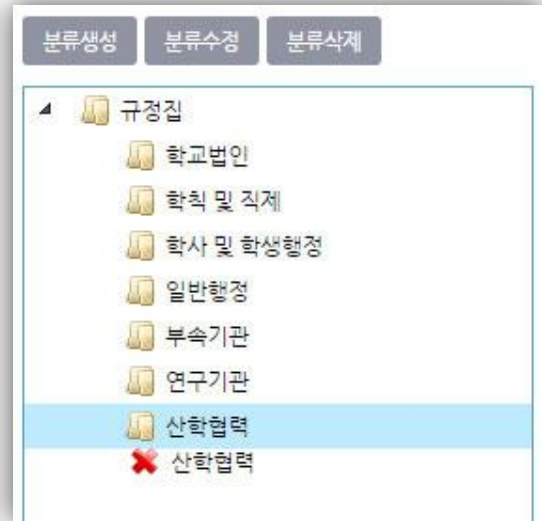 분류생성 분류수정 분류삭제
규정집
학교법인
학칙 및 직제
학사 및 학생행정
일반행정
부속기관
연구기관
산학협력
산학협력